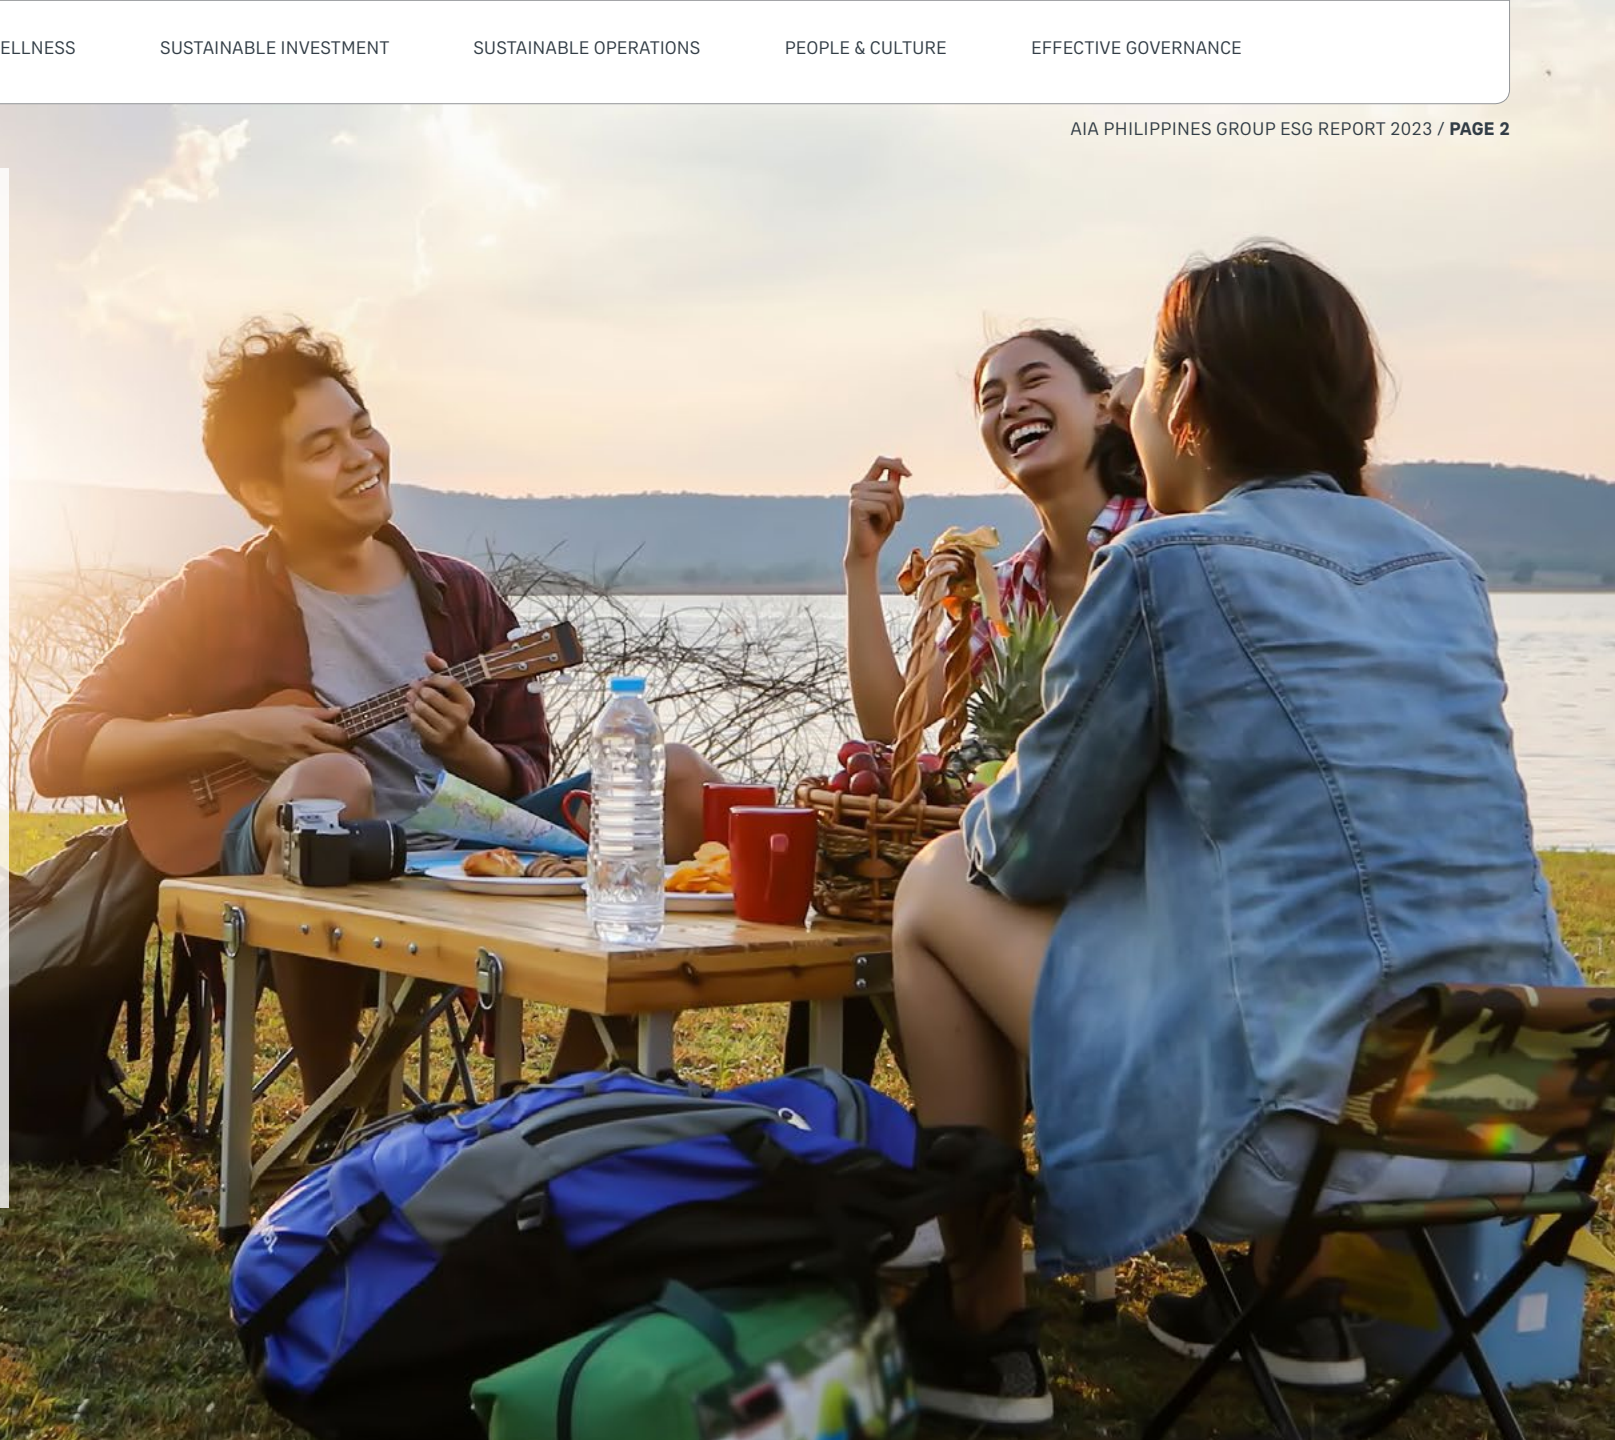 ELLNESS SUSTAINABLE INVESTMENT SUSTAINABLE OPERATIONS PEOPLE & CULTURE EFFECTIVE GOVERNANCE
AIA PHILIPPINES GROUP ESG REPORT 2023 / PAGE 2